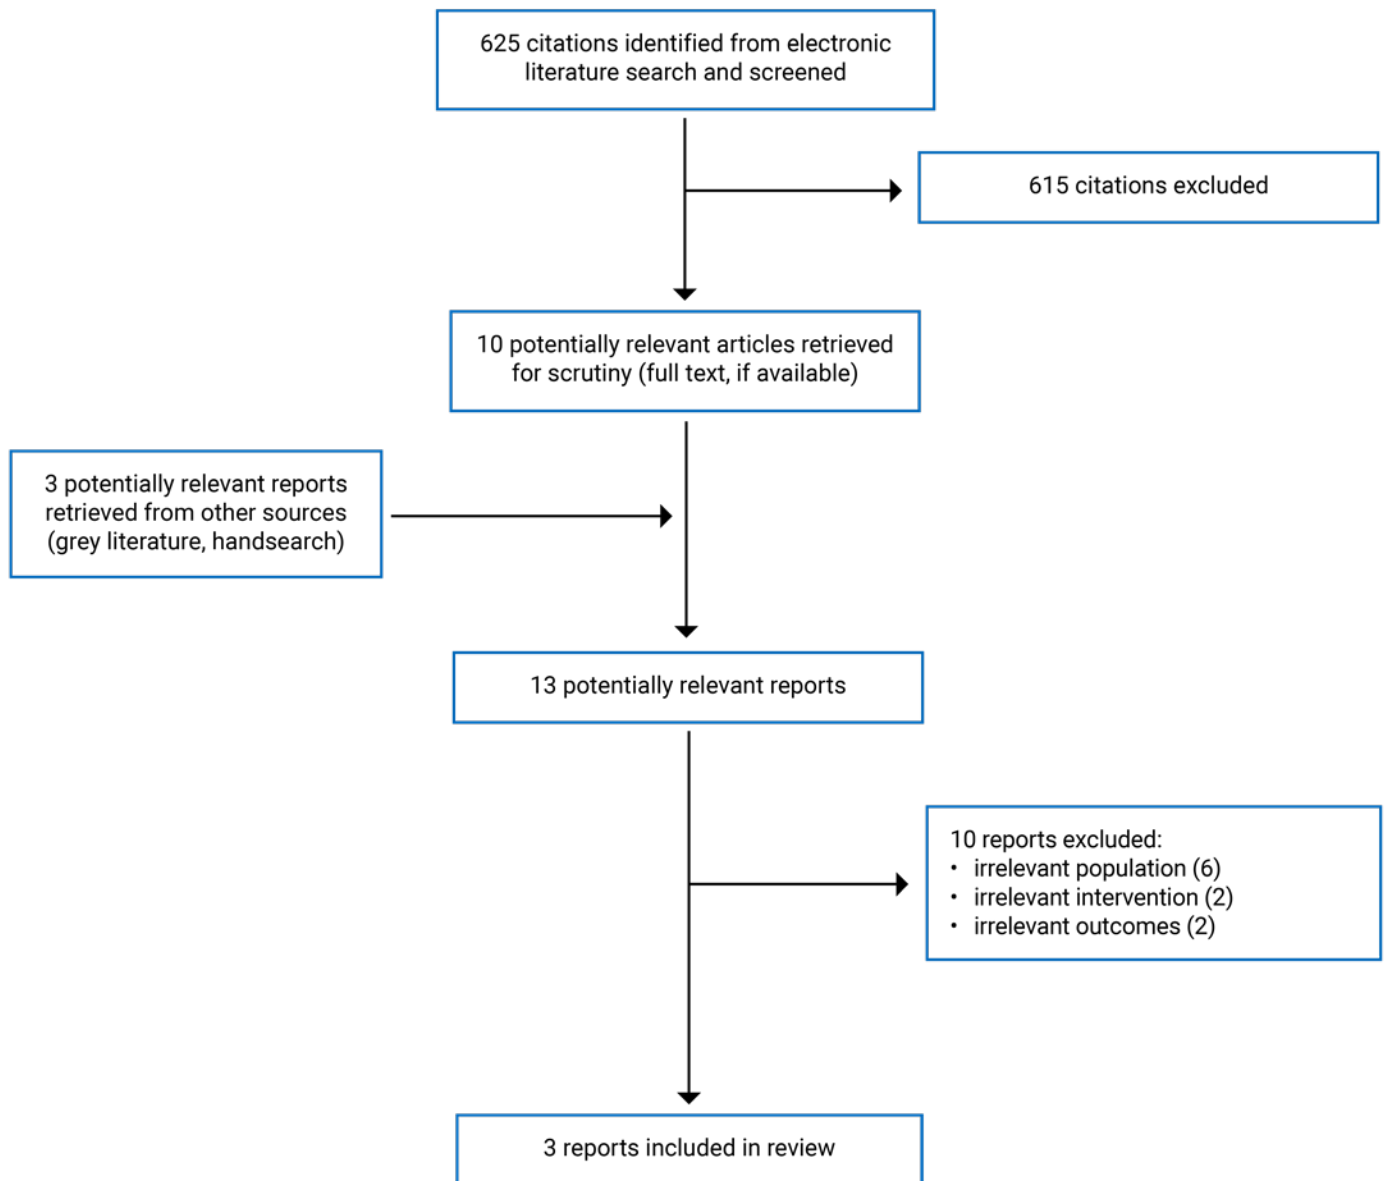 625 citations identified from electronic
literature search and screened
615 citations excluded
10 potentially relevant articles retrieved
for scrutiny (full text, if available)
3 potentially relevant reports
retrieved from other sources
(grey literature, handsearch)
13 potentially relevant reports
10 reports excluded:
• irrelevant population (6)
• irrelevant intervention (2)
• irrelevant outcomes (2)
3 reports included in review